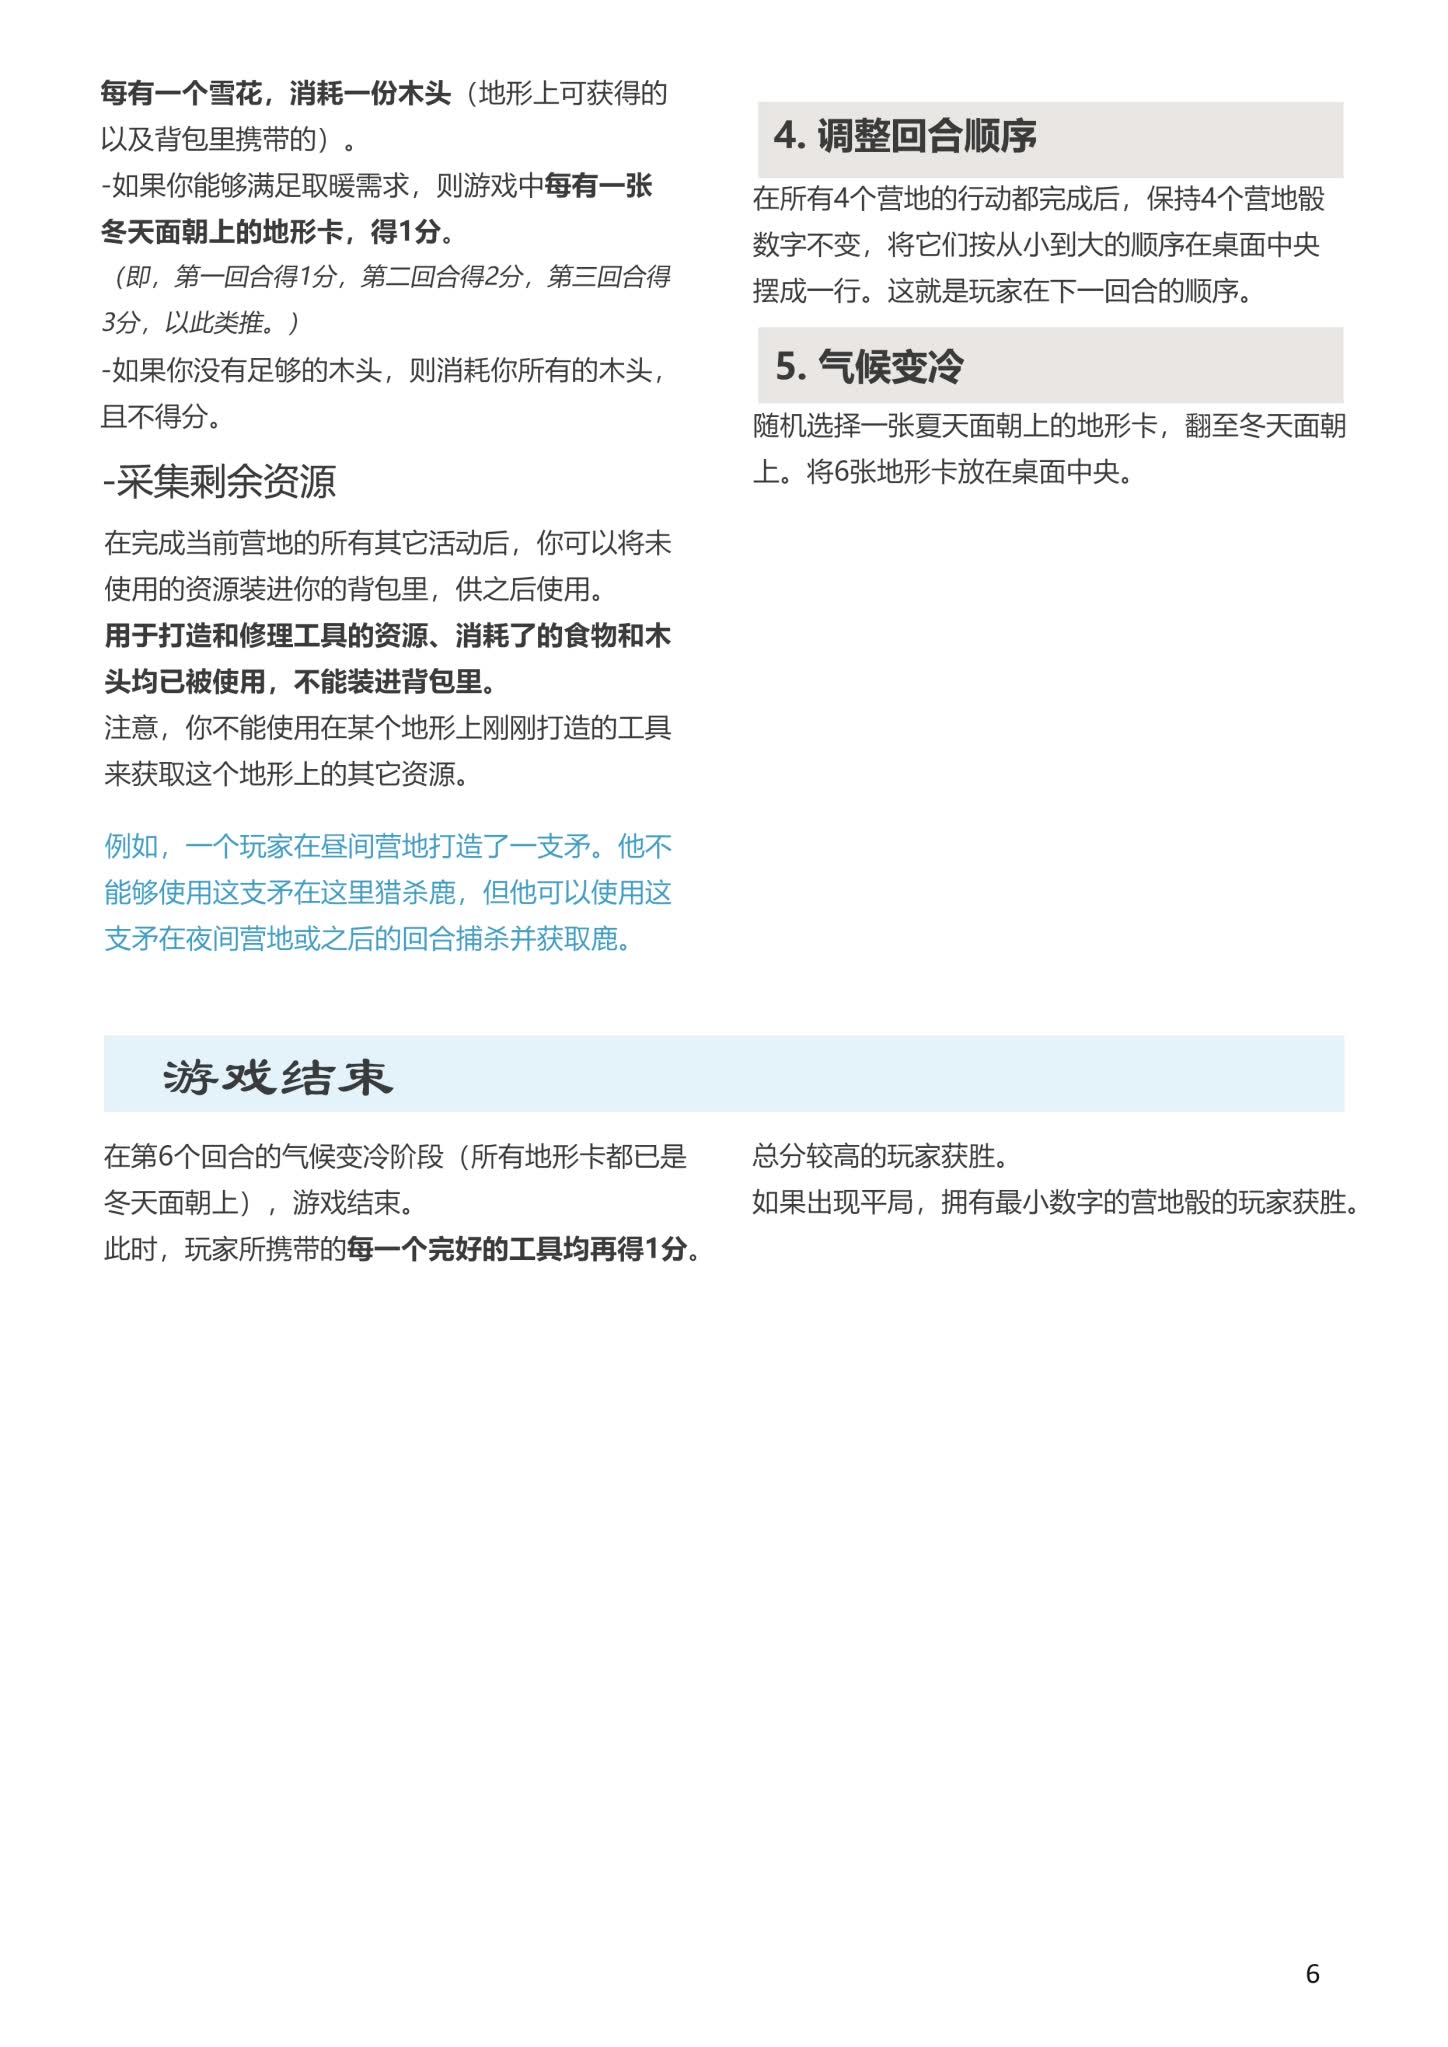 每有一个雪花，消耗一份木头（地形上可获得的
以及背包里携带的）。
-如果你能够满足取暖需求，则游戏中每有一张
冬天面朝上的地形卡，得1分。
（即，第一回合得1分，第二回合得2分，第三回合得
3分，以此类推。）
-如果你没有足够的木头，则消耗你所有的木头，
且不得分。
-采集剩余资源
在完成当前营地的所有其它活动后，你可以将未
使用的资源装进你的背包里，供之后使用。
用于打造和修理工具的资源、消耗了的食物和木
头均已被使用，不能装进背包里。
注意，你不能使用在某个地形上刚刚打造的工具
来获取这个地形上的其它资源。
例如，一个玩家在昼间营地打造了一支矛。他不
能够使用这支矛在这里猎杀鹿，但他可以使用这
支矛在夜间营地或之后的回合捕杀并获取鹿。
4. 调整回合顺序
在所有4个营地的行动都完成后，保持4个营地骰
数字不变，将它们按从小到大的顺序在桌面中央
摆成一行。这就是玩家在下一回合的顺序。
5. 气候变冷
随机选择一张夏天面朝上的地形卡，翻至冬天面朝
上。将6张地形卡放在桌面中央。
游戏结束
在第6个回合的气候变冷阶段（所有地形卡都已是
冬天面朝上），游戏结束。
此时，玩家所携带的每一个完好的工具均再得1分。
总分较高的玩家获胜。
如果出现平局，拥有最小数字的营地骰的玩家获胜。
6